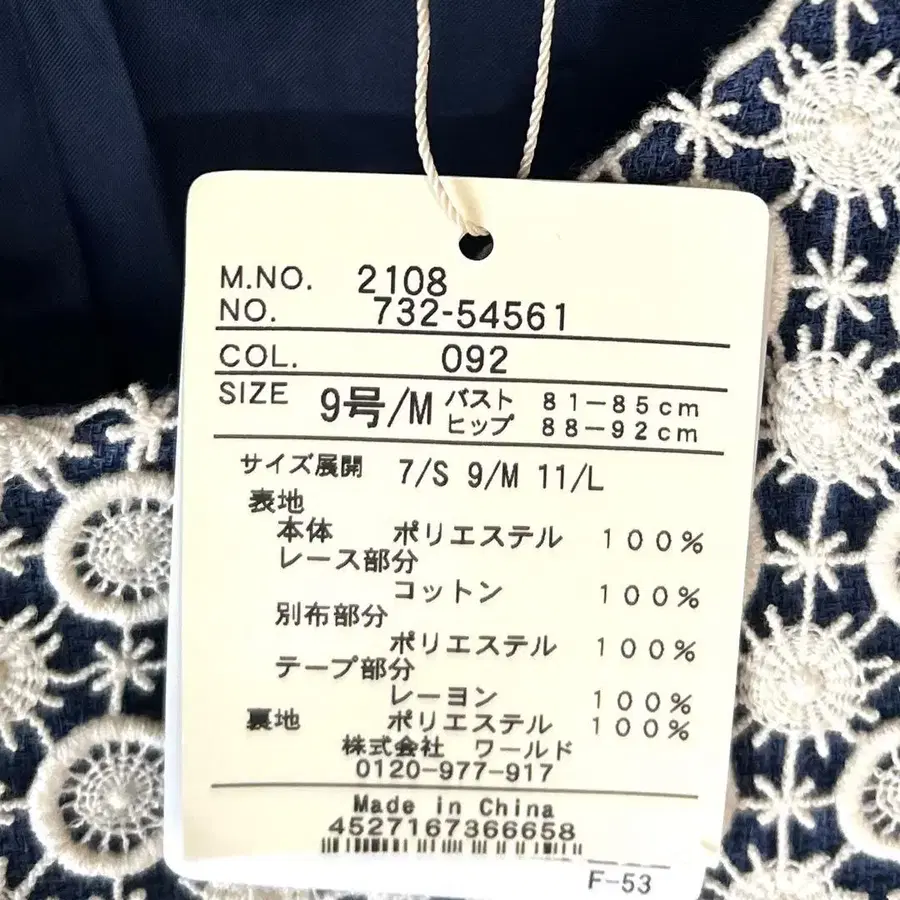 M.NO. 2108
NO. 732-54561
COL. 092
SIZE 9号/M バスト 81-85cm
ヒップ 88-92cm
サイズ展開 7/S 9/M 11/L
表地
本体 ポリエステル 100%
レース部分
コットン 100%
別布部分
ポリエステル 100%
テープ部分
レーヨン 100%
裏地 ポリエステル 100%
株式会社 ワールド
0120-977-917
Made in China
4527167366658
F-53